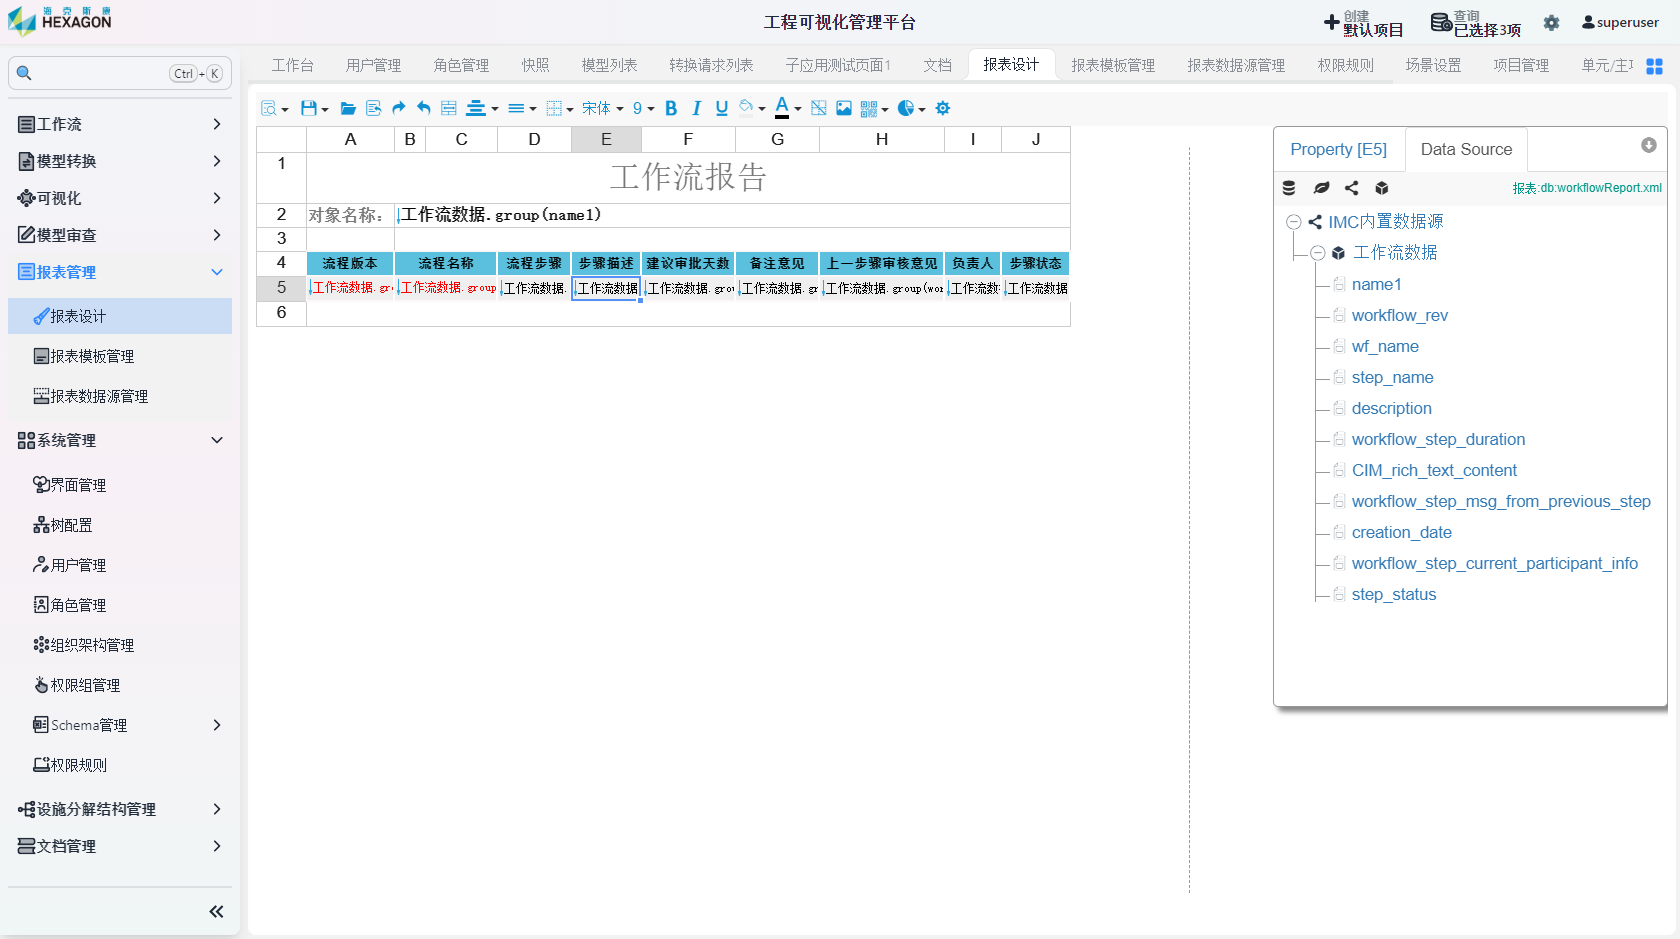 海克斯康
HEXAGON
工程可视化管理平台
创建
默认项目
查询
已选择3项
superuser
Ctrl + K
工作流
模型转换
可视化
模型审查
报表管理
报表设计
报表模板管理
报表数据源管理
系统管理
界面管理
树配置
用户管理
角色管理
组织架构管理
权限组管理
Schema管理
权限规则
设施分解结构管理
文档管理
工作台 用户管理 角色管理 快照 模型列表 转换请求列表 子应用测试页面1 文档 报表设计 报表模板管理 报表数据源管理 权限规则 场景设置 项目管理 单元/主项
宋体 9 B I U A
A B C D E F G H I J
1 工作流报告
2 对象名称： 工作流数据.group(name1)
3
4 流程版本 流程名称 流程步骤 步骤描述 建议审批天数 备注意见 上一步骤审核意见 负责人 步骤状态
5 工作流数据.gr 工作流数据.group 工作流数据. 工作流数据 工作流数据.grou 工作流数据.gr 工作流数据.group(wor 工作流数 工作流数据
6
Property [E5] Data Source
报表:db:workflowReport.xml
IMC内置数据源
工作流数据
name1
workflow_rev
wf_name
step_name
description
workflow_step_duration
CIM_rich_text_content
workflow_step_msg_from_previous_step
creation_date
workflow_step_current_participant_info
step_status